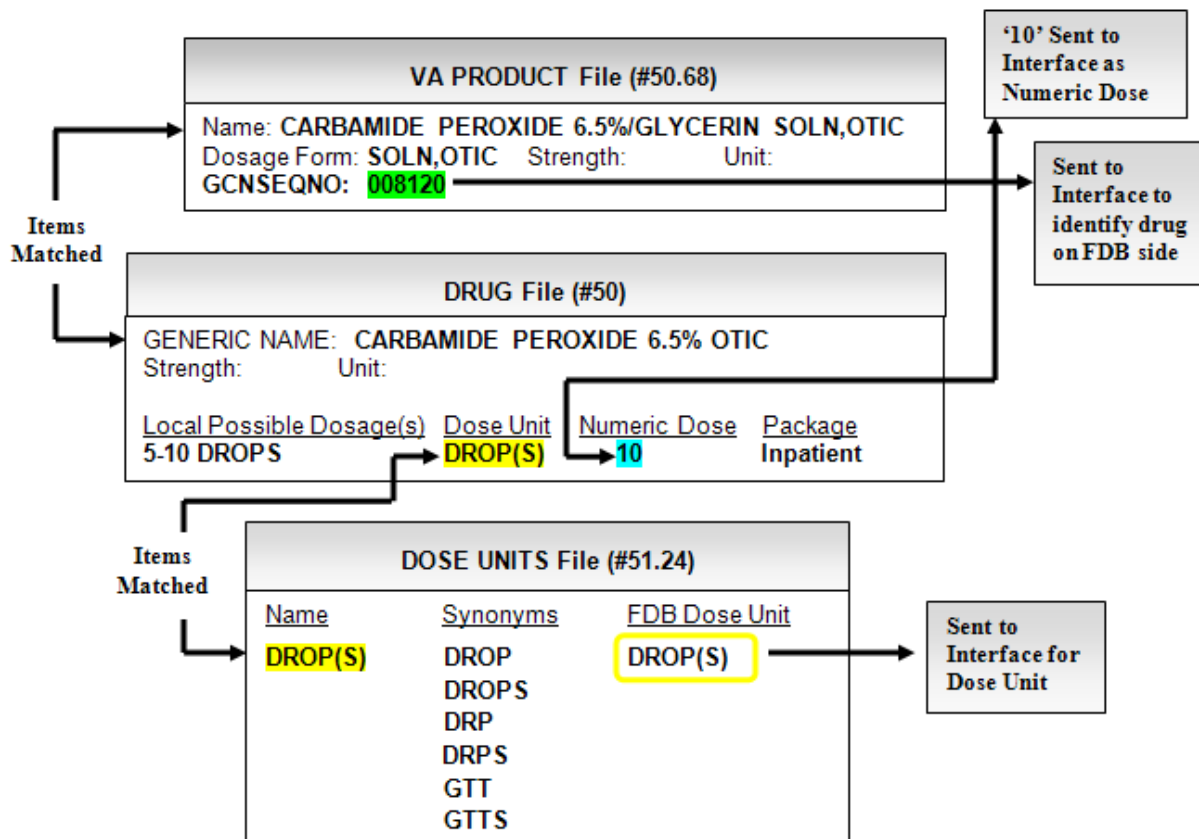 ‘10’ Sent to
Interface as
Numeric Dose
VA PRODUCT File (#50.68)
Name: CARBAMIDE PEROXIDE 6.5%/GLYCERIN SOLN,OTIC
Dosage Form: SOLN,OTIC Strength: Unit:
GCNSEQNO: 008120
Sent to
Interface to
identify drug
on FDB side
Items
Matched
DRUG File (#50)
GENERIC NAME: CARBAMIDE PEROXIDE 6.5% OTIC
Strength: Unit:
Local Possible Dosage(s) Dose Unit Numeric Dose Package
5-10 DROPS DROP(S) 10 Inpatient
Items
Matched
DOSE UNITS File (#51.24)
Name Synonyms FDB Dose Unit
DROP(S) DROP DROP(S)
DROPS
DRP
DRPS
GTT
GTTS
Sent to
Interface for
Dose Unit